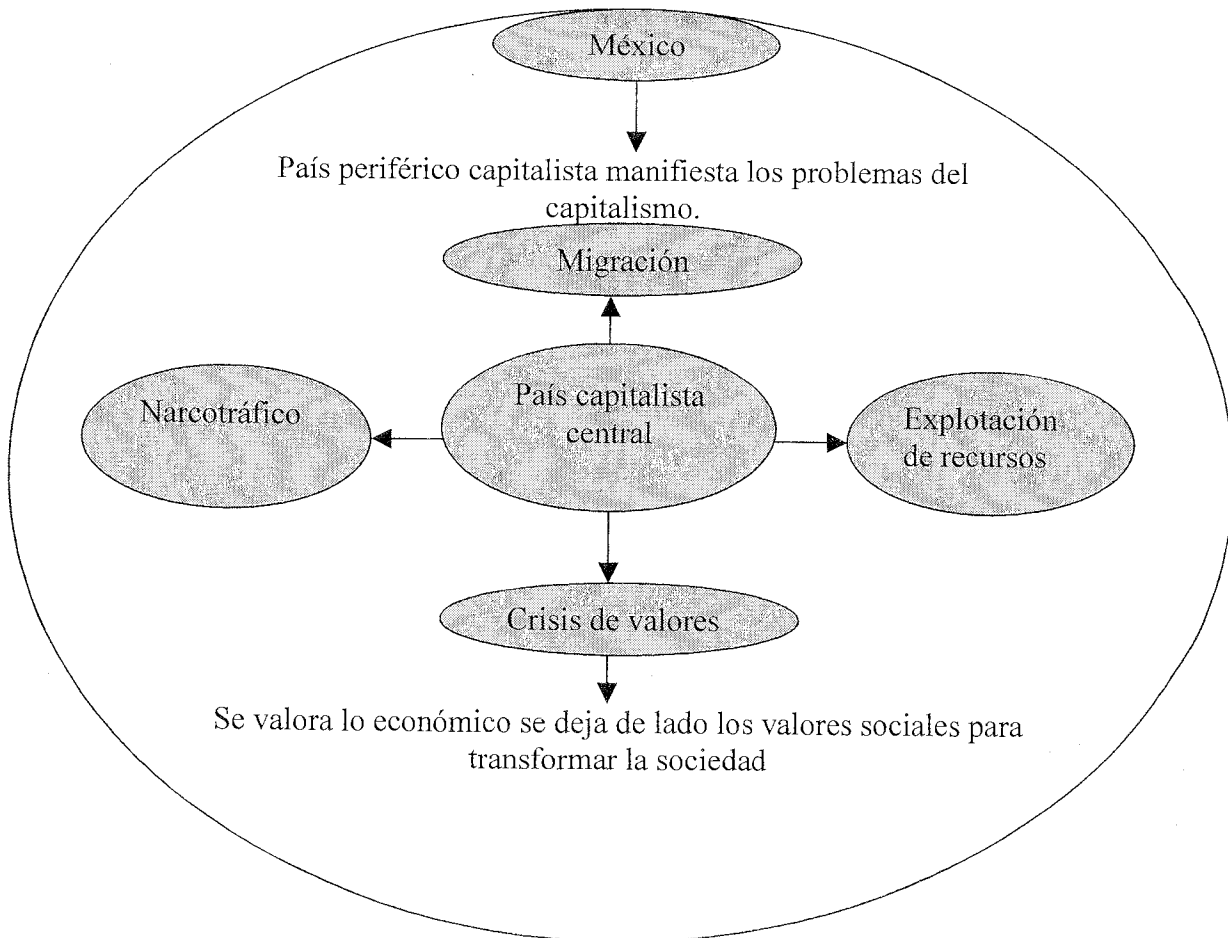 México
País periférico capitalista manifiesta los problemas del
capitalismo.
Migración
Narcotráfico
País capitalista
central
Explotación
de recursos
Crisis de valores
Se valora lo económico se deja de lado los valores sociales para
transformar la sociedad